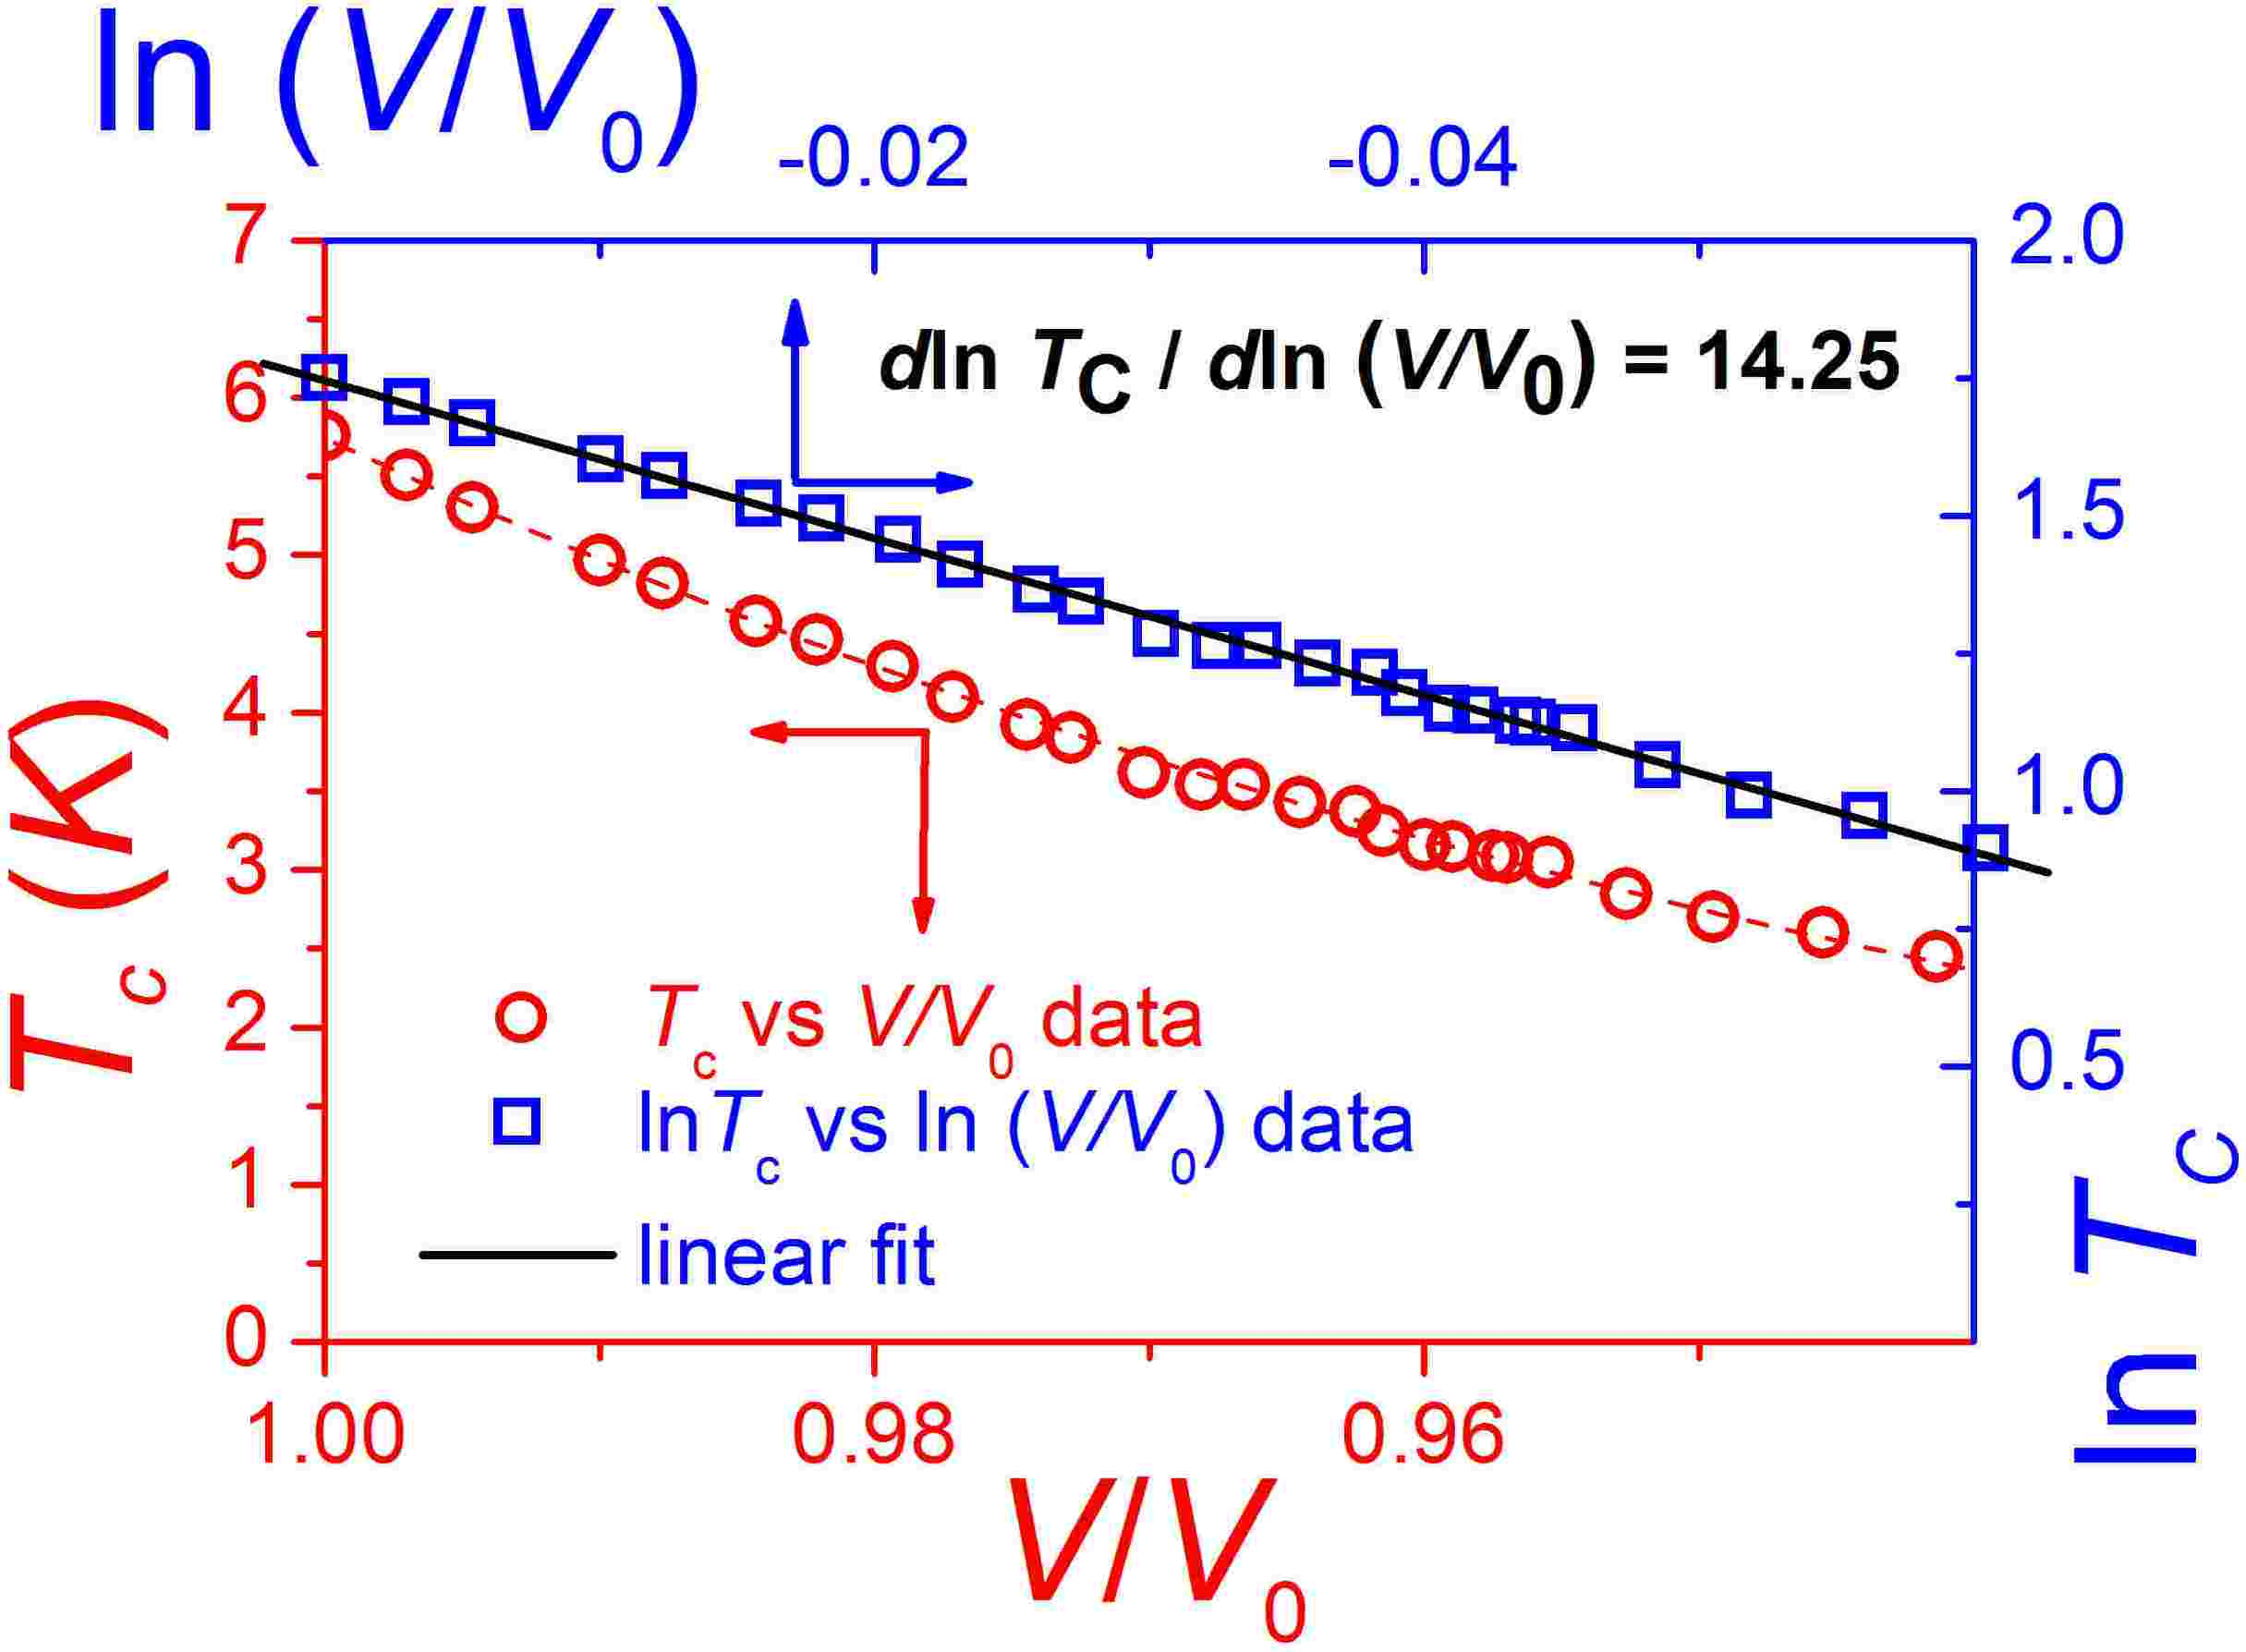 ln (V/V0)
-0.02
-0.04
7
6
5
4
3
2
1
0
Tc (K)
2.0
1.5
1.0
0.5
ln TC
dln TC / dln (V/V0) = 14.25
Tc vs V/V0 data
lnTc vs ln (V/V0) data
linear fit
1.00
0.98
0.96
V/V0